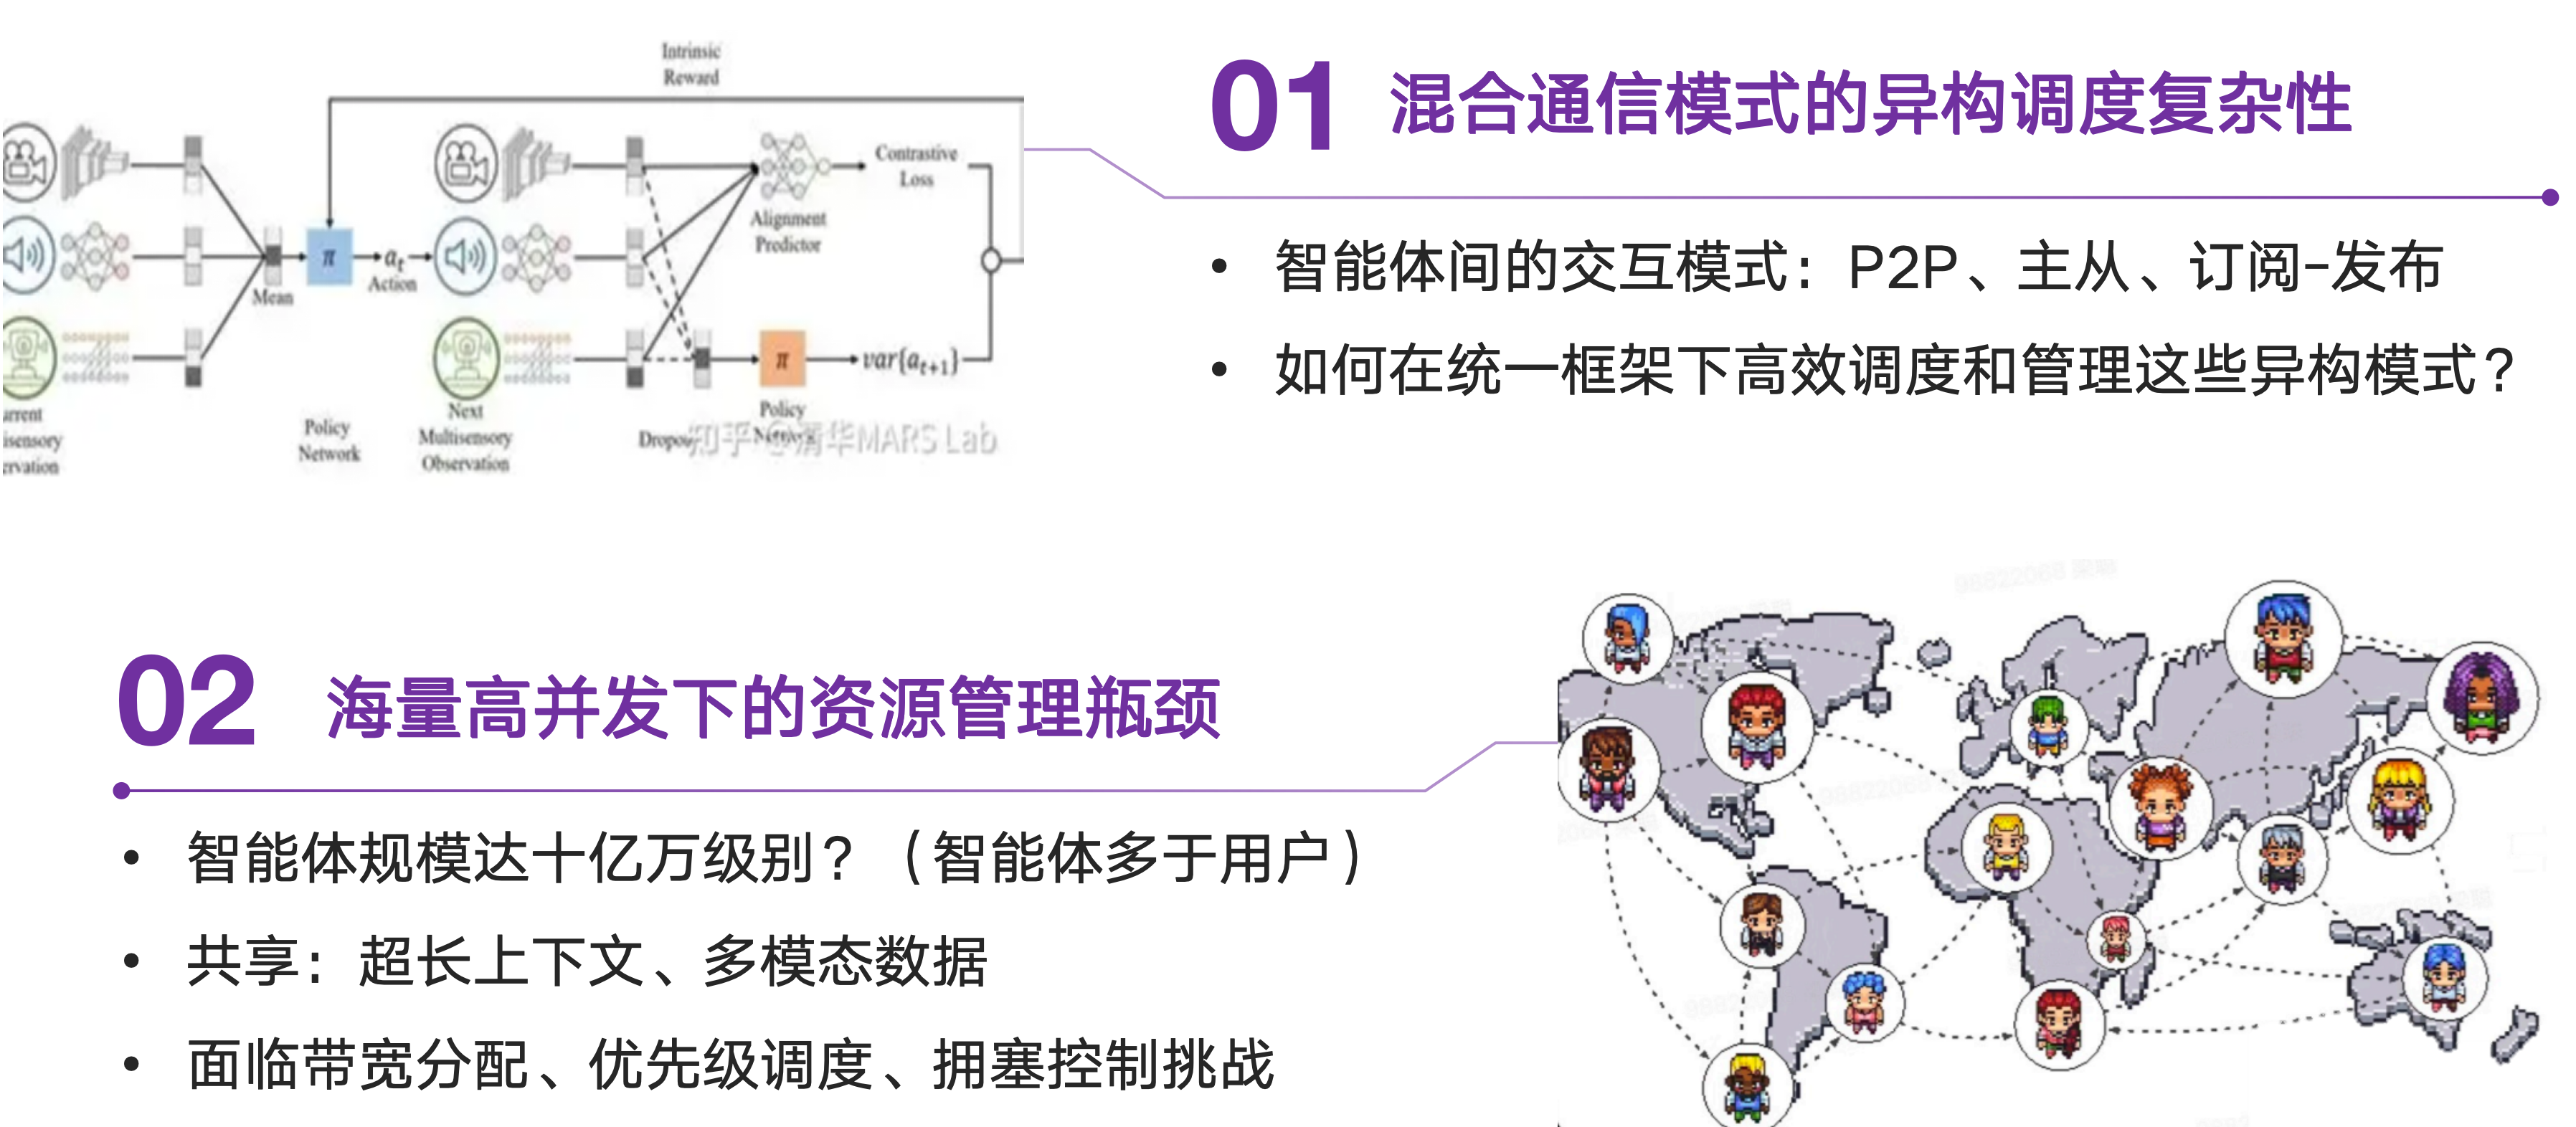 Intrinsic
Reward
Contrastive
Loss
Alignment
Predictor
π
a_t
Action
Mean
π
var{a_{t+1}}
Policy
Network
Next
Multisensory
Observation
Policy
知乎 @清华MARS Lab
01 混合通信模式的异构调度复杂性
• 智能体间的交互模式：P2P、主从、订阅-发布
• 如何在统一框架下高效调度和管理这些异构模式？
02 海量高并发下的资源管理瓶颈
• 智能体规模达十亿万级别？（智能体多于用户）
• 共享：超长上下文、多模态数据
• 面临带宽分配、优先级调度、拥塞控制挑战
98822068